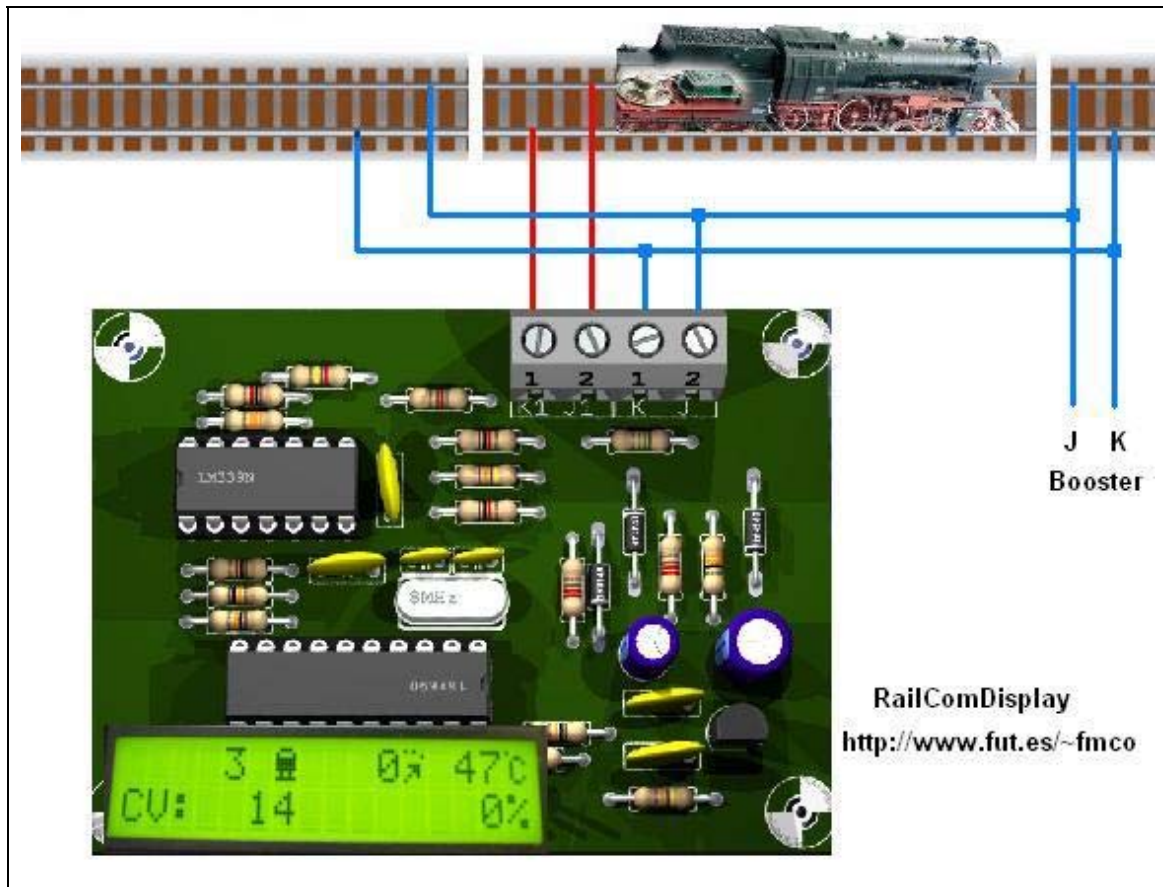 1 2 1 2
K1 J1 K J
J K
Booster
LM339N
8MHz
RailComDisplay
http://www.fut.es/~fmco
3 0 47°C
CV: 14 0%